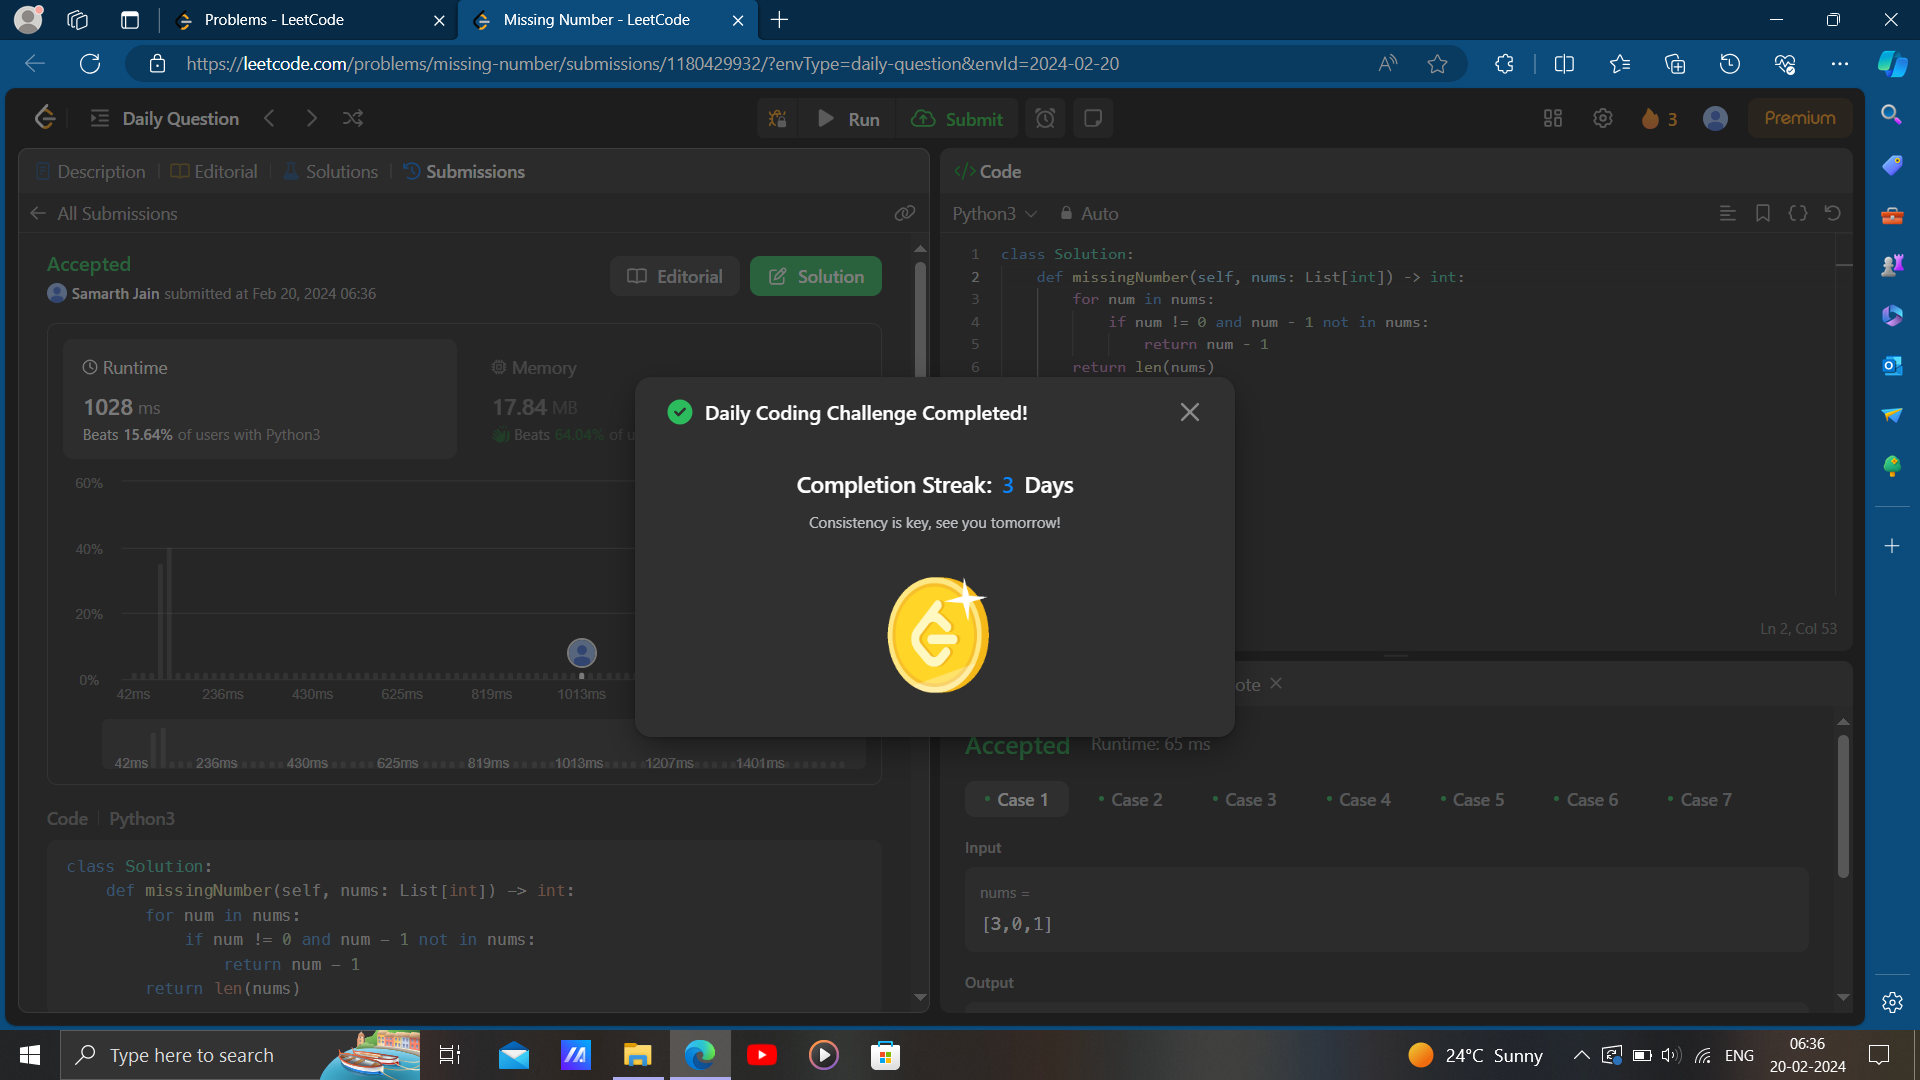 Problems - LeetCode
Missing Number - LeetCode
https://leetcode.com/problems/missing-number/submissions/1180429932/?envType=daily-question&envId=2024-02-20
Daily Question
Run
Submit
3
Premium
Description
Editorial
Solutions
Submissions
All Submissions
Accepted
Samarth Jain submitted at Feb 20, 2024 06:36
Editorial
Solution
Runtime
1028 ms
Beats 15.64% of users with Python3
Memory
17.84 MB
Beats 64.04% of u
60%
40%
20%
0%
42ms 236ms 430ms 625ms 819ms 1013ms
42ms 236ms 430ms 625ms 819ms 1013ms 1207ms 1401ms
Code Python3
class Solution:
def missingNumber(self, nums: List[int]) -> int:
for num in nums:
if num != 0 and num - 1 not in nums:
return num - 1
return len(nums)
Daily Coding Challenge Completed!
Completion Streak: 3 Days
Consistency is key, see you tomorrow!
Code
Python3
Auto
1 class Solution:
2 def missingNumber(self, nums: List[int]) -> int:
3 for num in nums:
4 if num != 0 and num - 1 not in nums:
5 return num - 1
6 return len(nums)
Ln 2, Col 53
ote
Accepted
Runtime: 65 ms
Case 1
Case 2
Case 3
Case 4
Case 5
Case 6
Case 7
Input
nums =
[3,0,1]
Output
Type here to search
24°C Sunny
ENG
06:36
20-02-2024